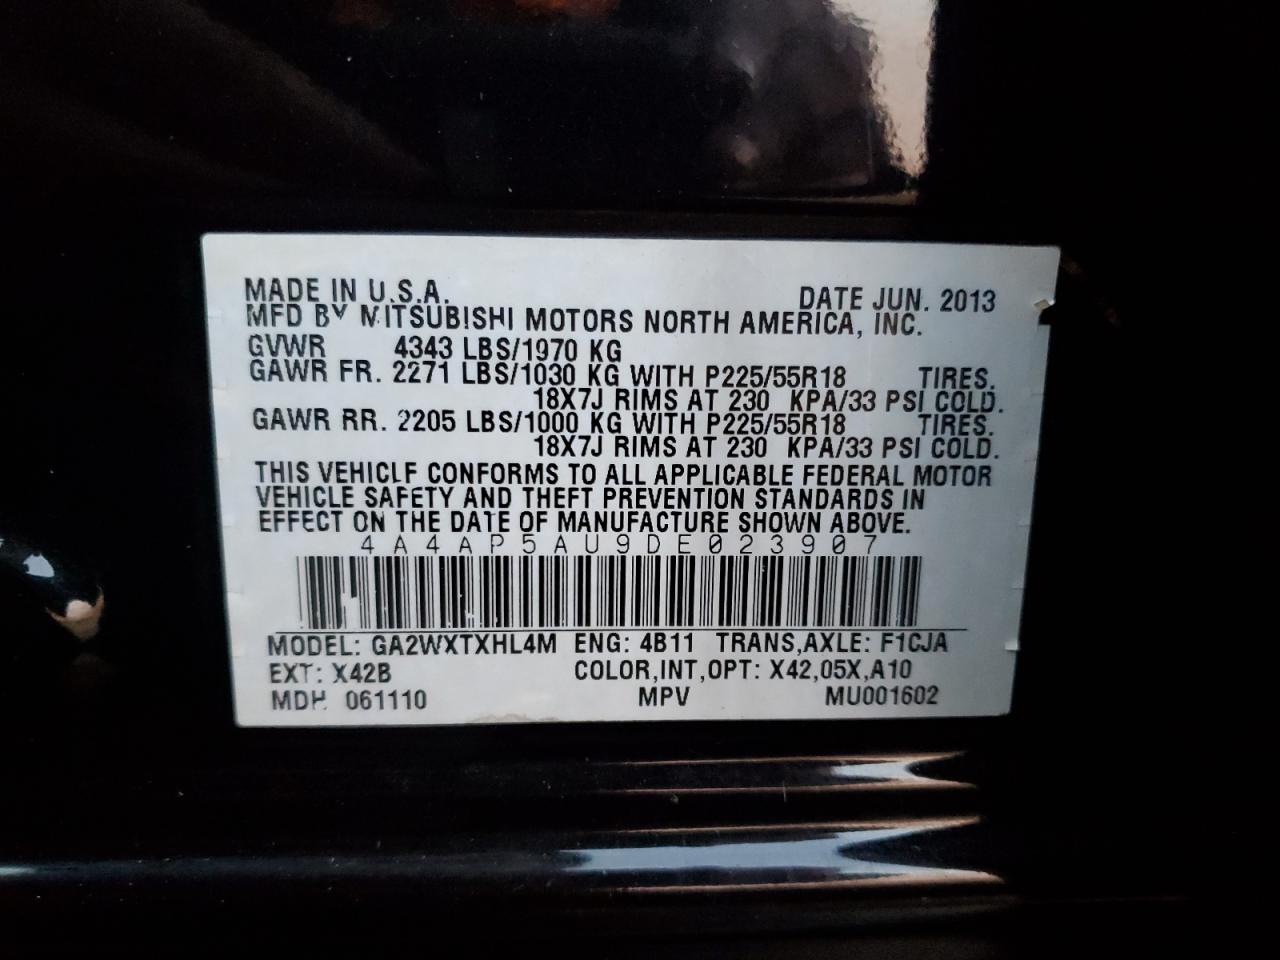 MADE IN U.S.A. DATE JUN. 2013
MFD BY MITSUBISHI MOTORS NORTH AMERICA, INC.
GVWR 4343 LBS/1970 KG
GAWR FR. 2271 LBS/1030 KG WITH P225/55R18 TIRES.
18X7J RIMS AT 230 KPA/33 PSI COLD.
GAWR RR. 2205 LBS/1000 KG WITH P225/55R18 TIRES.
18X7J RIMS AT 230 KPA/33 PSI COLD.
THIS VEHICLE CONFORMS TO ALL APPLICABLE FEDERAL MOTOR
VEHICLE SAFETY AND THEFT PREVENTION STANDARDS IN
EFFECT ON THE DATE OF MANUFACTURE SHOWN ABOVE.
4A4AP5AU9DE023907
MODEL: GA2WXTXHL4M ENG: 4B11 TRANS,AXLE: F1CJA
EXT: X42B COLOR,INT,OPT: X42,05X,A10
MDH 061110 MPV MU001602